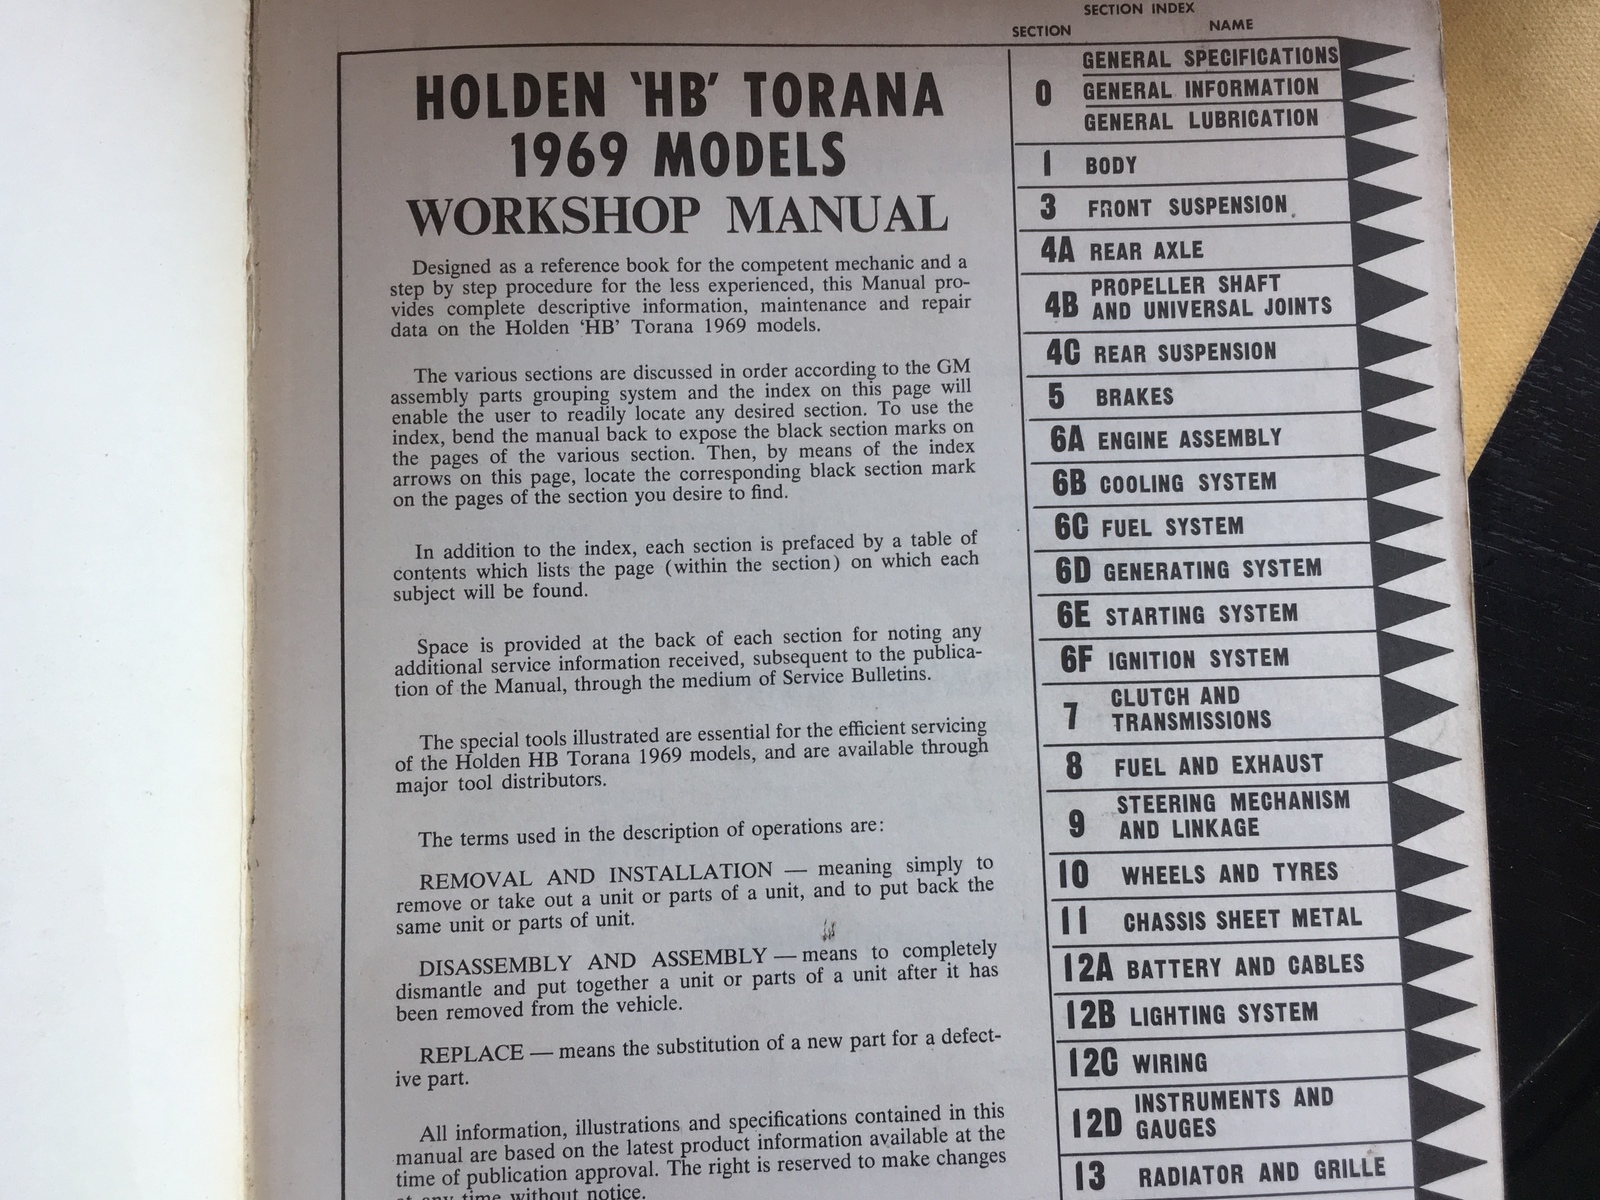 HOLDEN 'HB' TORANA
1969 MODELS
WORKSHOP MANUAL
Designed as a reference book for the competent mechanic and a
step by step procedure for the less experienced, this Manual pro-
vides complete descriptive information, maintenance and repair
data on the Holden 'HB' Torana 1969 models.
The various sections are discussed in order according to the GM
assembly parts grouping system and the index on this page will
enable the user to readily locate any desired section. To use the
index, bend the manual back to expose the black section marks on
the pages of the various section. Then, by means of the index
arrows on this page, locate the corresponding black section mark
on the pages of the section you desire to find.
In addition to the index, each section is prefaced by a table of
contents which lists the page (within the section) on which each
subject will be found.
Space is provided at the back of each section for noting any
additional service information received, subsequent to the publica-
tion of the Manual, through the medium of Service Bulletins.
The special tools illustrated are essential for the efficient servicing
of the Holden HB Torana 1969 models, and are available through
major tool distributors.
The terms used in the description of operations are:
REMOVAL AND INSTALLATION — meaning simply to
remove or take out a unit or parts of a unit, and to put back the
same unit or parts of unit.
DISASSEMBLY AND ASSEMBLY — means to completely
dismantle and put together a unit or parts of a unit after it has
been removed from the vehicle.
REPLACE — means the substitution of a new part for a defect-
ive part.
All information, illustrations and specifications contained in this
manual are based on the latest product information available at the
time of publication approval. The right is reserved to make changes
at any time without notice.
SECTION INDEX
SECTION NAME
0 GENERAL SPECIFICATIONS
GENERAL INFORMATION
GENERAL LUBRICATION
1 BODY
3 FRONT SUSPENSION
4A REAR AXLE
4B PROPELLER SHAFT
AND UNIVERSAL JOINTS
4C REAR SUSPENSION
5 BRAKES
6A ENGINE ASSEMBLY
6B COOLING SYSTEM
6C FUEL SYSTEM
6D GENERATING SYSTEM
6E STARTING SYSTEM
6F IGNITION SYSTEM
7 CLUTCH AND
TRANSMISSIONS
8 FUEL AND EXHAUST
9 STEERING MECHANISM
AND LINKAGE
10 WHEELS AND TYRES
11 CHASSIS SHEET METAL
12A BATTERY AND CABLES
12B LIGHTING SYSTEM
12C WIRING
12D INSTRUMENTS AND
GAUGES
13 RADIATOR AND GRILLE